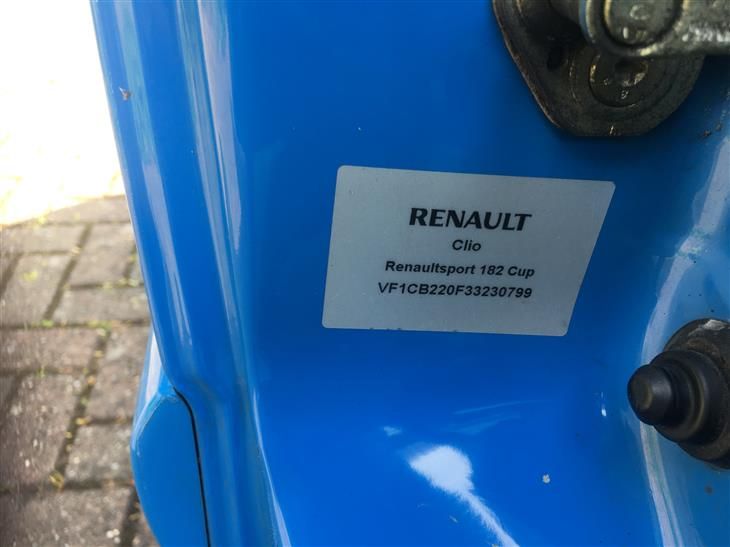 RENAULT
Clio
Renaultsport 182 Cup
VF1CB220F33230799